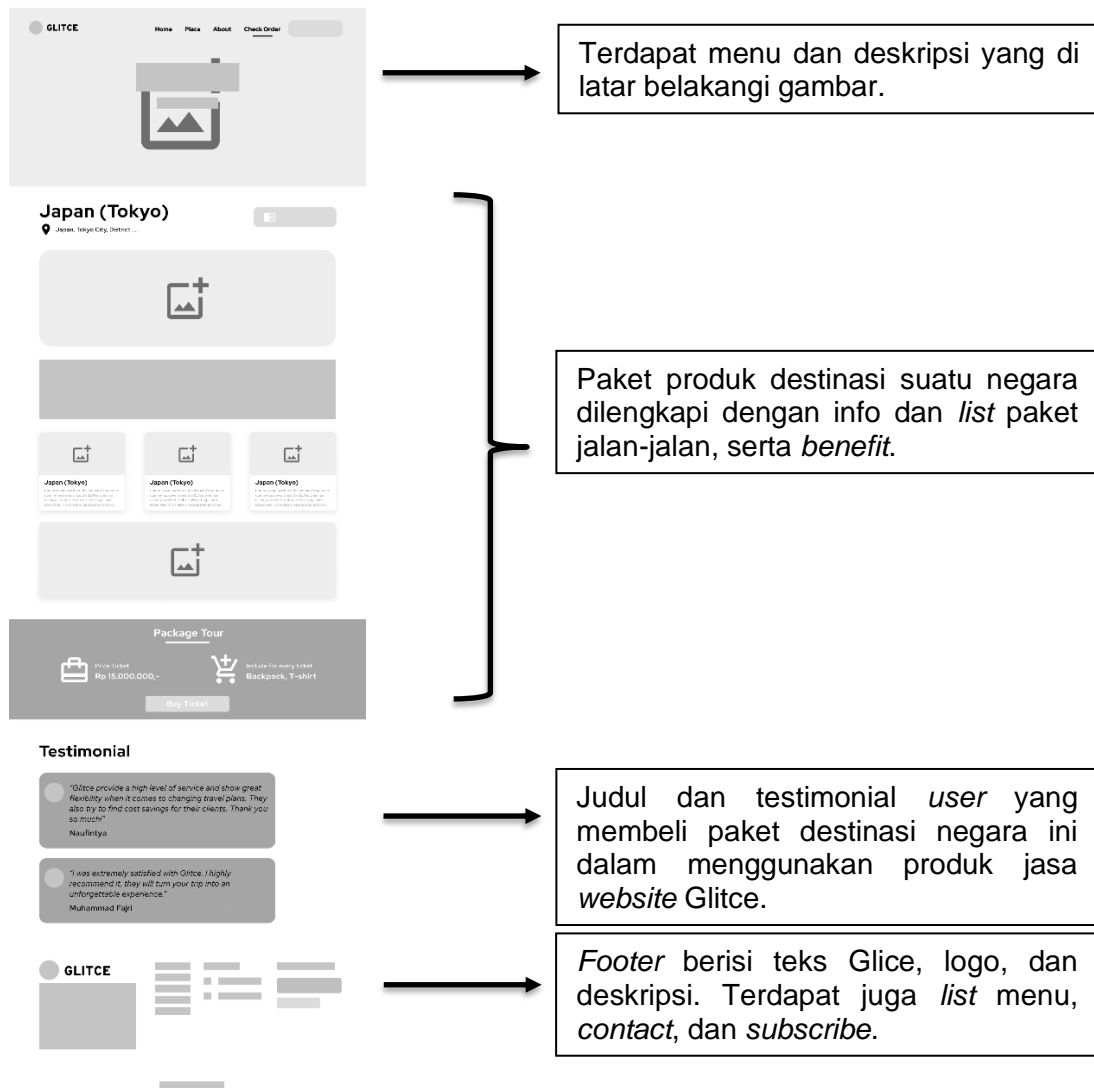 GLITCE
Home Place About Check Order
Terdapat menu dan deskripsi yang di
latar belakangi gambar.
Japan (Tokyo)
Japan, Tokyo City, District ...
Paket produk destinasi suatu negara
dilengkapi dengan info dan list paket
jalan-jalan, serta benefit.
Japan (Tokyo)
Japan (Tokyo)
Japan (Tokyo)
Package Tour
Price Ticket
Rp 15.000.000,-
Include for every ticket
Backpack, T-shirt
Buy Ticket
Testimonial
"Glitce provide a high level of service and show great
flexibility when it comes to changing travel plans. They
also try to find cost savings for their clients. Thank you
so much!"
Naufintya
"I was extremely satisfied with Glitce. I highly
recommend it, they will turn your trip into an
unforgettable experience."
Muhammad Fajri
Judul dan testimonial user yang
membeli paket destinasi negara ini
dalam menggunakan produk jasa
website Glitce.
GLITCE
Footer berisi teks Glice, logo, dan
deskripsi. Terdapat juga list menu,
contact, dan subscribe.